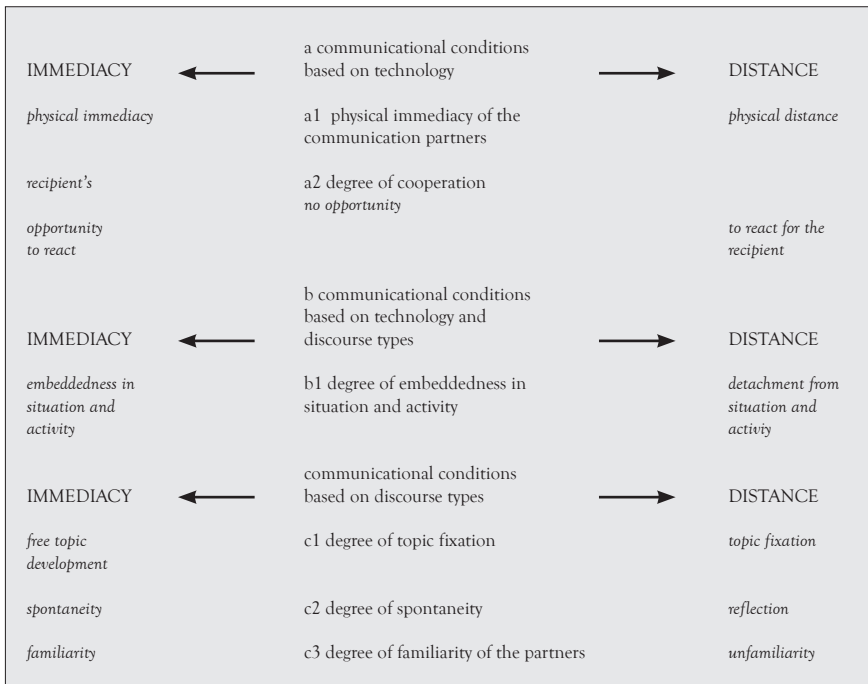 a communicational conditions
IMMEDIACY based on technology DISTANCE
physical immediacy a1 physical immediacy of the physical distance
communication partners
recipient's a2 degree of cooperation
no opportunity
opportunity to react for the
to react recipient
b communicational conditions
based on technology and
IMMEDIACY discourse types DISTANCE
embeddedness in b1 degree of embeddedness in detachment from
situation and situation and activity situation and
activity activiy
communicational conditions
IMMEDIACY based on discourse types DISTANCE
free topic c1 degree of topic fixation topic fixation
development
spontaneity c2 degree of spontaneity reflection
familiarity c3 degree of familiarity of the partners unfamiliarity